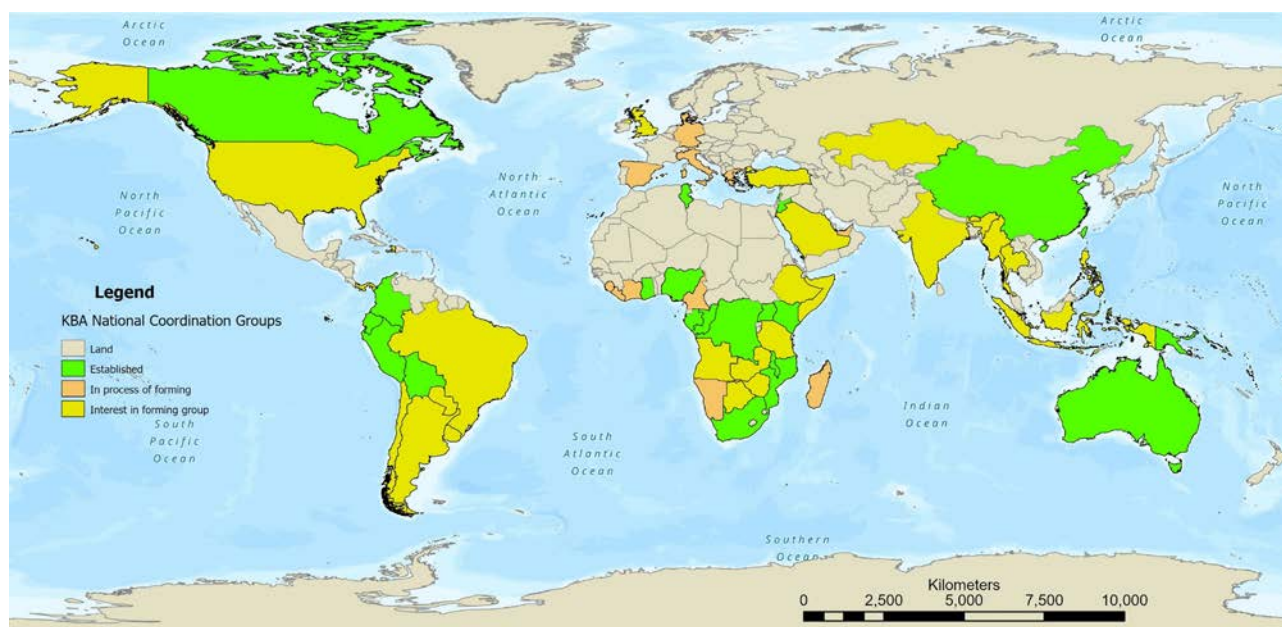 Arctic
Ocean
Arctic
Ocean
North
Pacific
Ocean
North
Atlantic
Ocean
North
Pacific
Ocean
Legend
KBA National Coordination Groups
Land
Established
In process of forming
Interest in forming group
South
Pacific
Ocean
South
Atlantic
Ocean
Indian
Ocean
Southern
Ocean
Kilometers
0 2,500 5,000 7,500 10,000